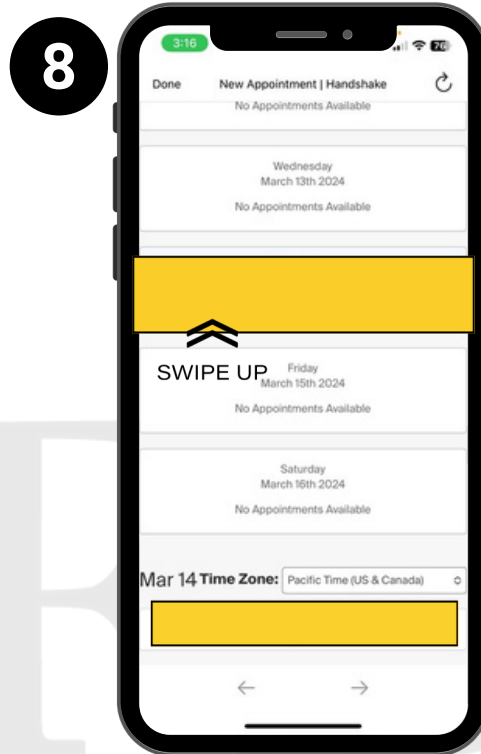 8
3:16
76
Done New Appointment | Handshake
No Appointments Available
Wednesday
March 13th 2024
No Appointments Available
SWIPE UP
Friday
March 15th 2024
No Appointments Available
Saturday
March 16th 2024
No Appointments Available
Mar 14 Time Zone: Pacific Time (US & Canada)